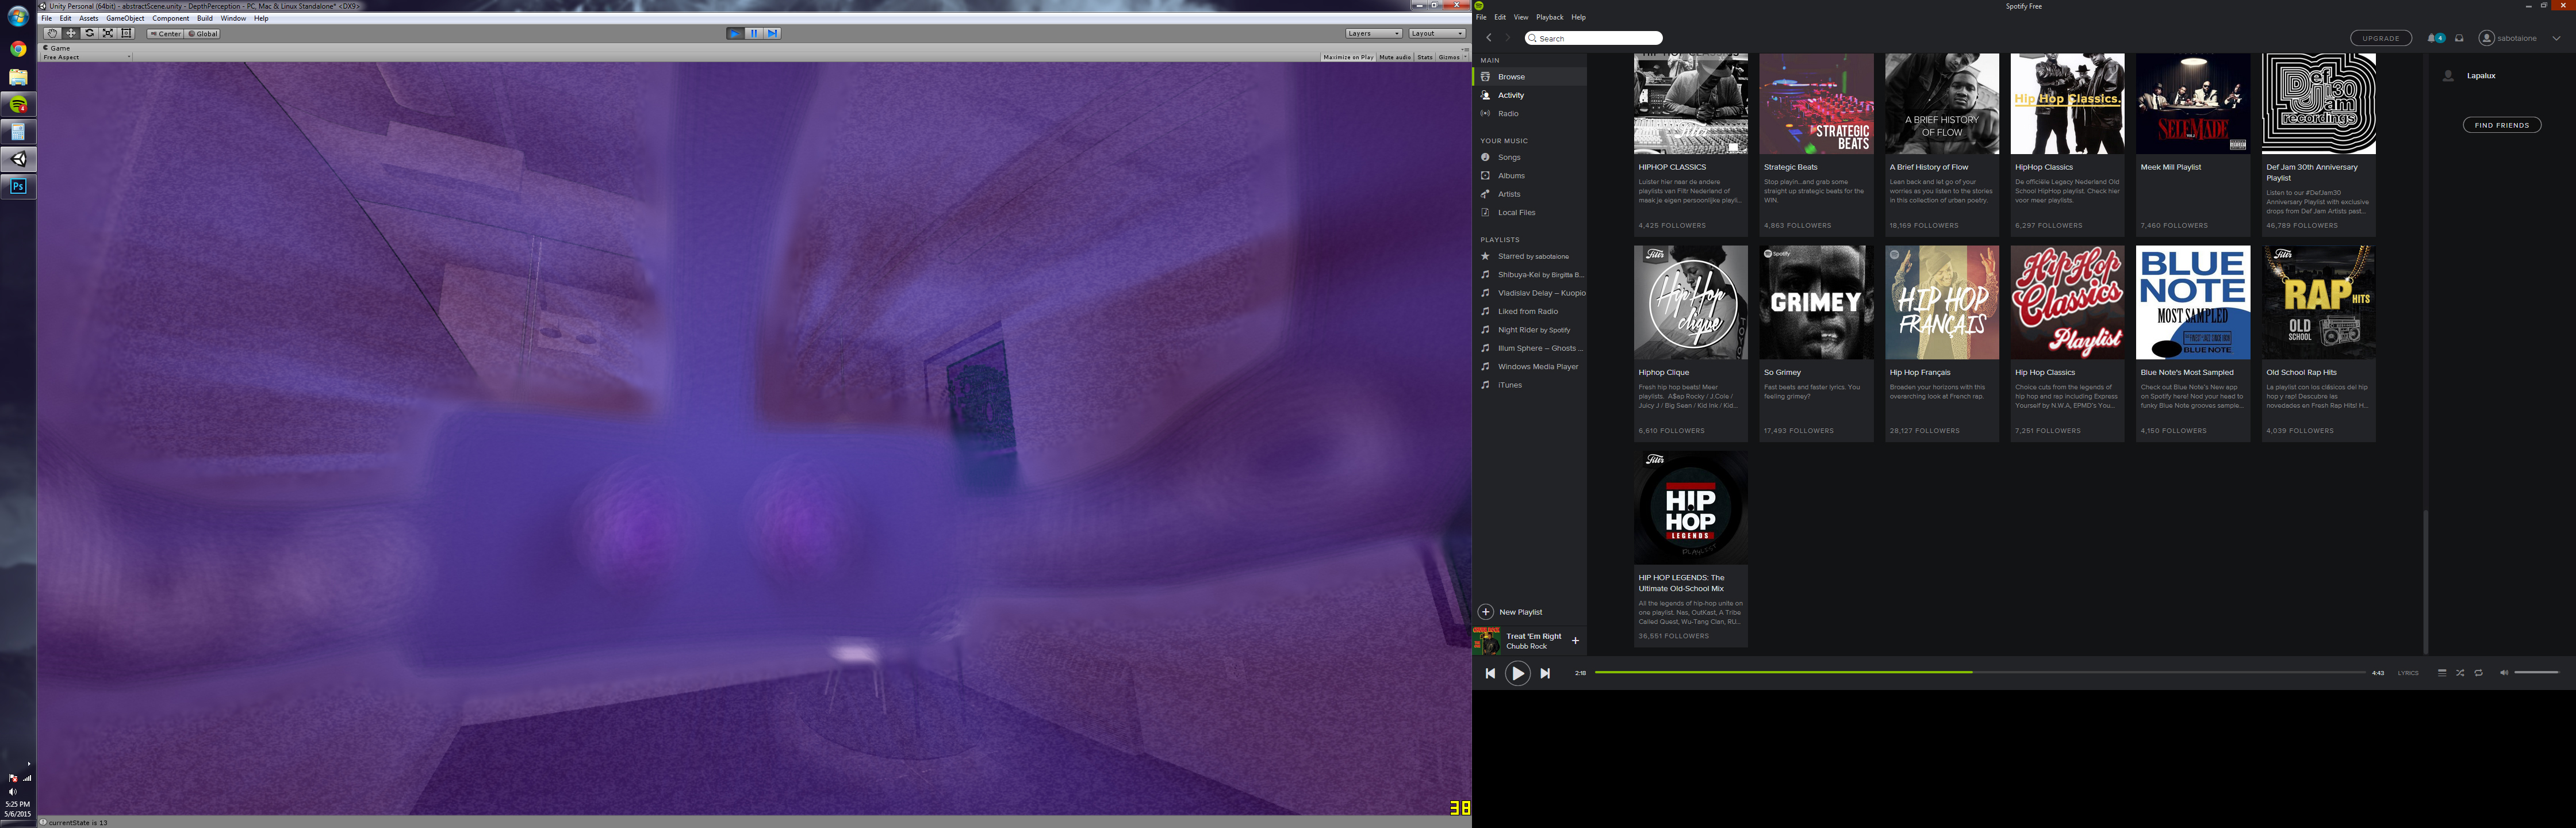 Unity Personal (64bit) - abstractScene.unity - DepthPerception - PC, Mac & Linux Standalone* <DX9>
File Edit Assets GameObject Component Build Window Help
Center Global
Layers Layout
Game
Free Aspect
Maximize on Play Mute audio Stats Gizmos
38
currentState is 13
Ps
5:25 PM
5/6/2015
Spotify Free
File Edit View Playback Help
Search
UPGRADE
4
sabotaione
MAIN
Browse
Activity
Radio
YOUR MUSIC
Songs
Albums
Artists
Local Files
PLAYLISTS
Starred by sabotaione
Shibuya-Kei by Birgitta B...
Vladislav Delay – Kuopio
Liked from Radio
Night Rider by Spotify
Illum Sphere – Ghosts ...
Windows Media Player
iTunes
New Playlist
Treat 'Em Right
Chubb Rock
HIPHOP CLASSICS
Luister hier naar de andere
playlists van Filtr Nederland of
maak je eigen persoonlijke playli...
4,425 FOLLOWERS
STRATEGIC
BEATS
Strategic Beats
Stop playin...and grab some
straight up strategic beats for the
WIN.
4,863 FOLLOWERS
A BRIEF HISTORY
OF FLOW
A Brief History of Flow
Lean back and let go of your
worries as you listen to the stories
in this collection of urban poetry.
18,169 FOLLOWERS
Hip Hop Classics.
HipHop Classics
De officiële Legacy Nederland Old
School HipHop playlist. Check hier
voor meer playlists.
5,297 FOLLOWERS
SELF MADE
Meek Mill Playlist
7,460 FOLLOWERS
Def
Jam 30
recordings
Def Jam 30th Anniversary
Playlist
Listen to our #DefJam30
Anniversary Playlist with exclusive
drops from Def Jam Artists past...
46,789 FOLLOWERS
Filtr
Hip Hop
clique
Hiphop Clique
Fresh hip hop beats! Meer
playlists. A$ap Rocky / J.Cole /
Juicy J / Big Sean / Kid Ink / Kid...
6,610 FOLLOWERS
Spotify
GRIMEY
So Grimey
Fast beats and faster lyrics. You
feeling grimey?
17,493 FOLLOWERS
HIP HOP
FRANÇAIS
Hip Hop Français
Broaden your horizons with this
overarching look at French rap.
28,127 FOLLOWERS
Hip Hop
Classics
Playlist
Hip Hop Classics
Choice cuts from the legends of
hip hop and rap including Express
Yourself by N.W.A, EPMD's You...
7,251 FOLLOWERS
BLUE
NOTE
MOST SAMPLED
BLUE NOTE
Blue Note's Most Sampled
Check out Blue Note's New app
on Spotify here! Nod your head to
funky Blue Note grooves sample...
4,150 FOLLOWERS
Filtr
RAP HITS
OLD
SCHOOL
Old School Rap Hits
La playlist con los clásicos del hip
hop y rap! Descubre las
novedades en Fresh Rap Hits! H...
4,039 FOLLOWERS
Filtr
HIP
HOP
LEGENDS
PLAYLIST
HIP HOP LEGENDS: The
Ultimate Old-School Mix
All the legends of hip-hop unite on
one playlist. Nas, OutKast, A Tribe
Called Quest, Wu-Tang Clan, RU...
36,551 FOLLOWERS
Lapalux
FIND FRIENDS
2:18
4:43
LYRICS